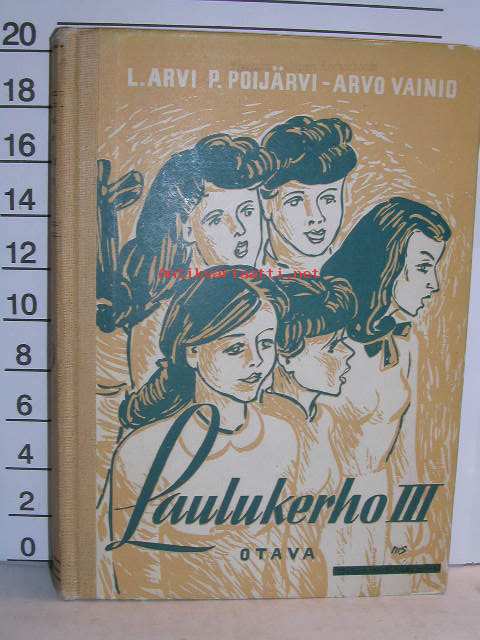 L. ARVI P. POIJÄRVI - ARVO VAINIO
antikvariaatti.net
Laulukerho III
OTAVA
MS
20
18
16
14
12
10
8
6
4
2
0